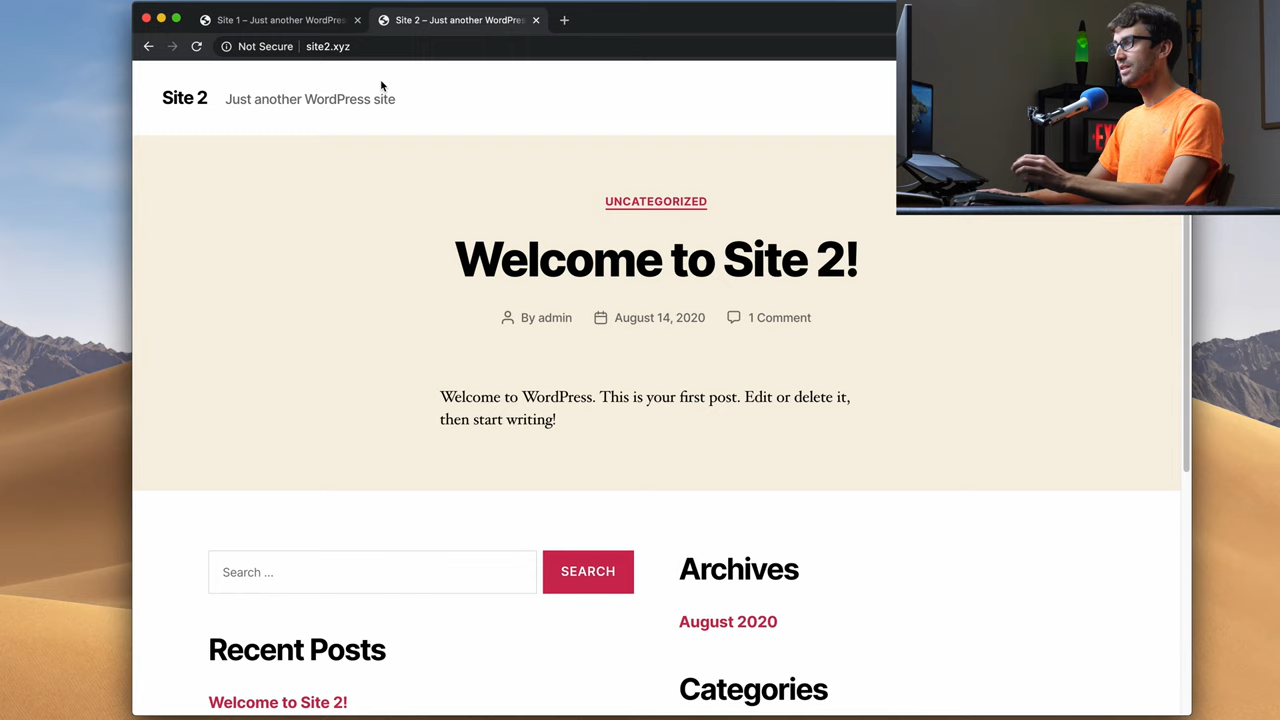 Site 1 – Just another WordPres
Site 2 – Just another WordPres
Not Secure
site2.xyz
Site 2
Just another WordPress site
UNCATEGORIZED
Welcome to Site 2!
By admin
August 14, 2020
1 Comment
Welcome to WordPress. This is your first post. Edit or delete it,
then start writing!
Search …
SEARCH
Archives
August 2020
Recent Posts
Categories
Welcome to Site 2!
EX